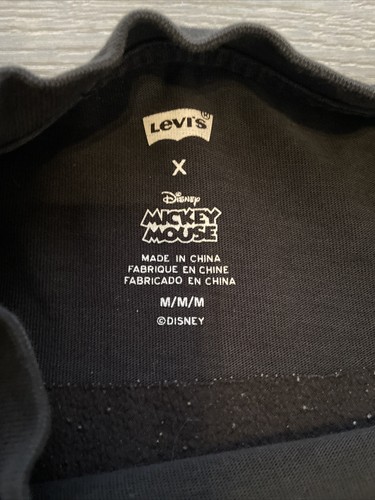 Levi's®
X
Disney
MICKEY
MOUSE
MADE IN CHINA
FABRIQUE EN CHINE
FABRICADO EN CHINA
M/M/M
©DISNEY